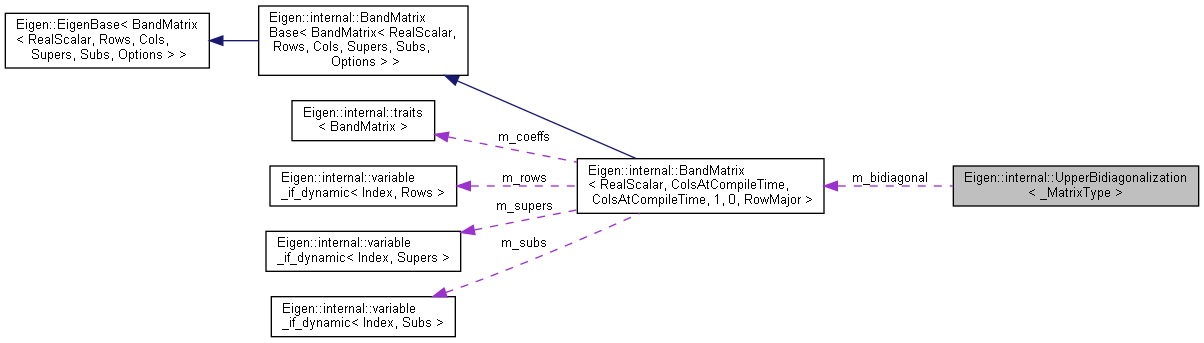 Eigen::EigenBase< BandMatrix
< RealScalar, Rows, Cols,
Supers, Subs, Options > >
Eigen::internal::BandMatrix
Base< BandMatrix< RealScalar,
Rows, Cols, Supers, Subs,
Options > >
Eigen::internal::traits
< BandMatrix >
m_coeffs
Eigen::internal::variable
_if_dynamic< Index, Rows >
m_rows
Eigen::internal::BandMatrix
< RealScalar, ColsAtCompileTime,
ColsAtCompileTime, 1, 0, RowMajor >
m_bidiagonal
Eigen::internal::UpperBidiagonalization
< _MatrixType >
m_supers
Eigen::internal::variable
_if_dynamic< Index, Supers >
m_subs
Eigen::internal::variable
_if_dynamic< Index, Subs >